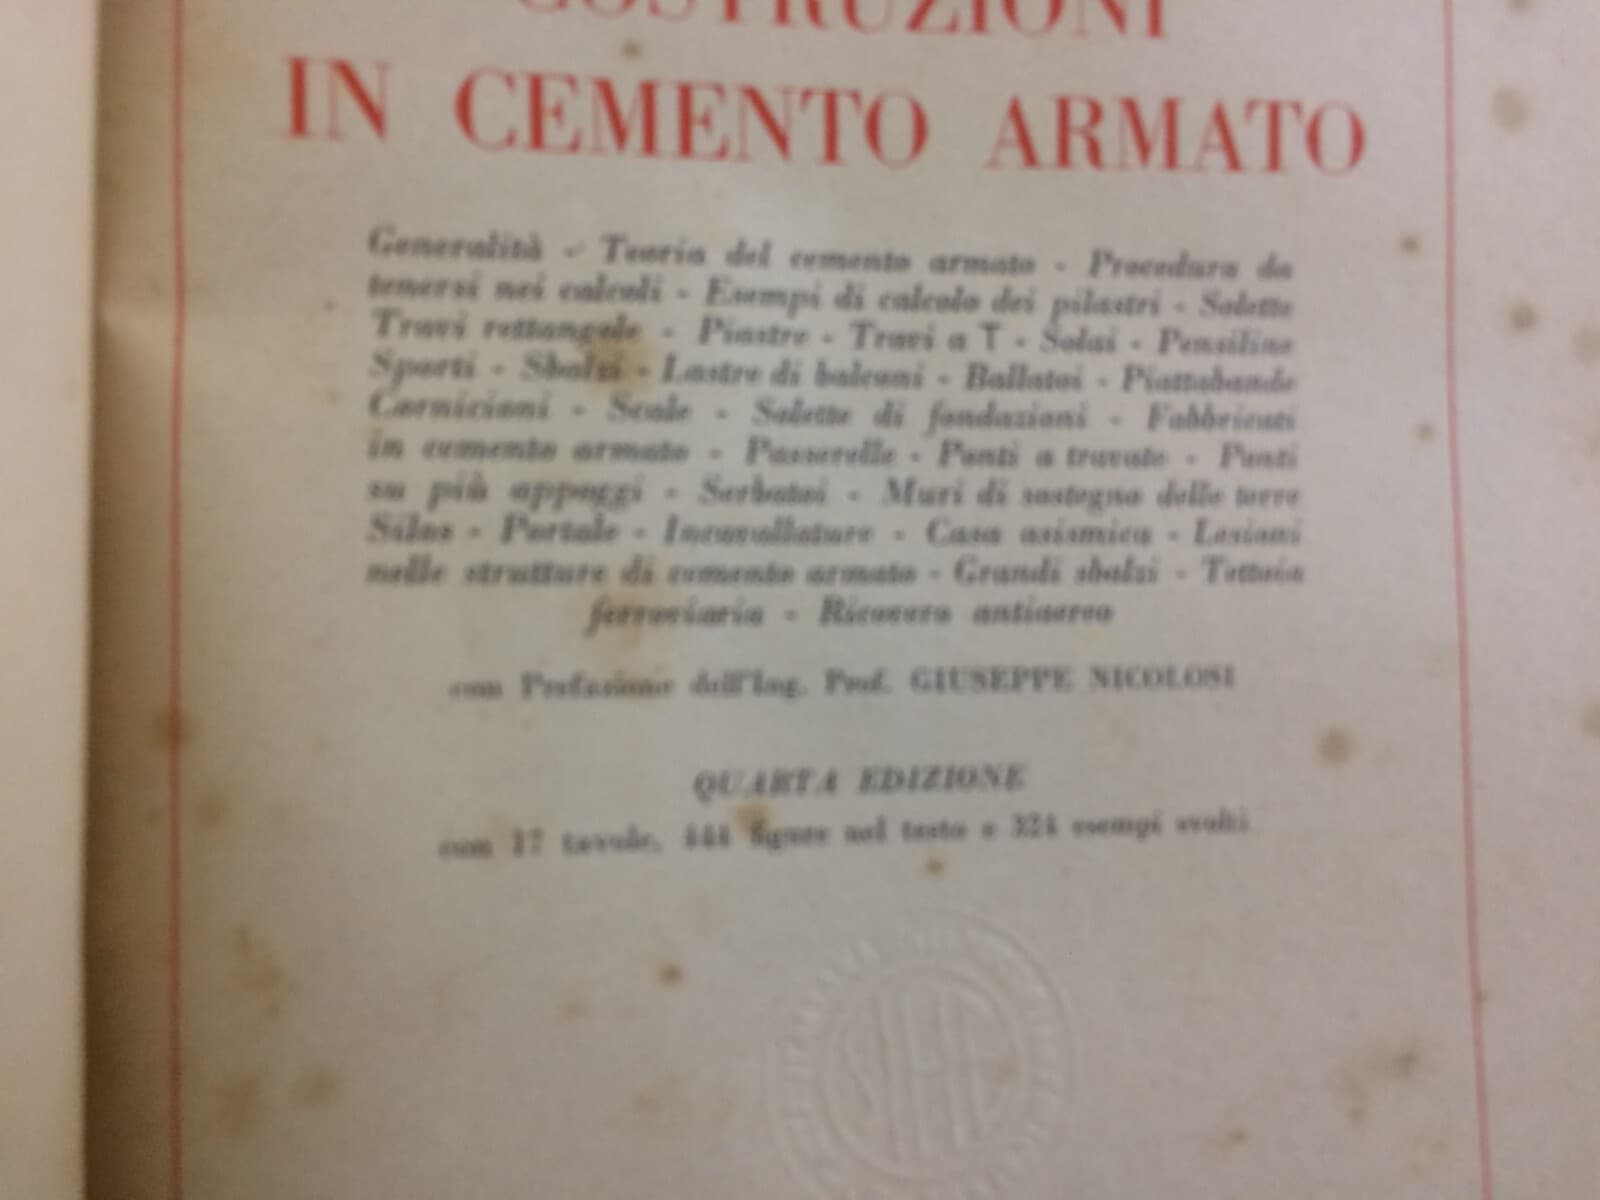 COSTRUZIONI
IN CEMENTO ARMATO
Generalità - Teoria del cemento armato - Procedura da
tenersi nei calcoli - Esempi di calcolo dei pilastri - Solette
Travi rettangole - Piastre - Travi a T - Solai - Pensiline
Sporti - Sbalzi - Lastre di balconi - Ballatoi - Piattabande
Cornicioni - Scale - Solette di fondazioni - Fabbricati
in cemento armato - Passerelle - Ponti a travate - Ponti
su più appoggi - Serbatoi - Muri di sostegno delle terre
Silos - Portale - Incavallature - Casa asismica - Lesioni
nelle strutture di cemento armato - Grandi sbalzi - Tettoia
ferroviaria - Ricovero antiaereo
con Prefazione dell'Ing. Prof. GIUSEPPE NICOLOSI
QUARTA EDIZIONE
con 17 tavole, 444 figure nel testo e 324 esempi svolti